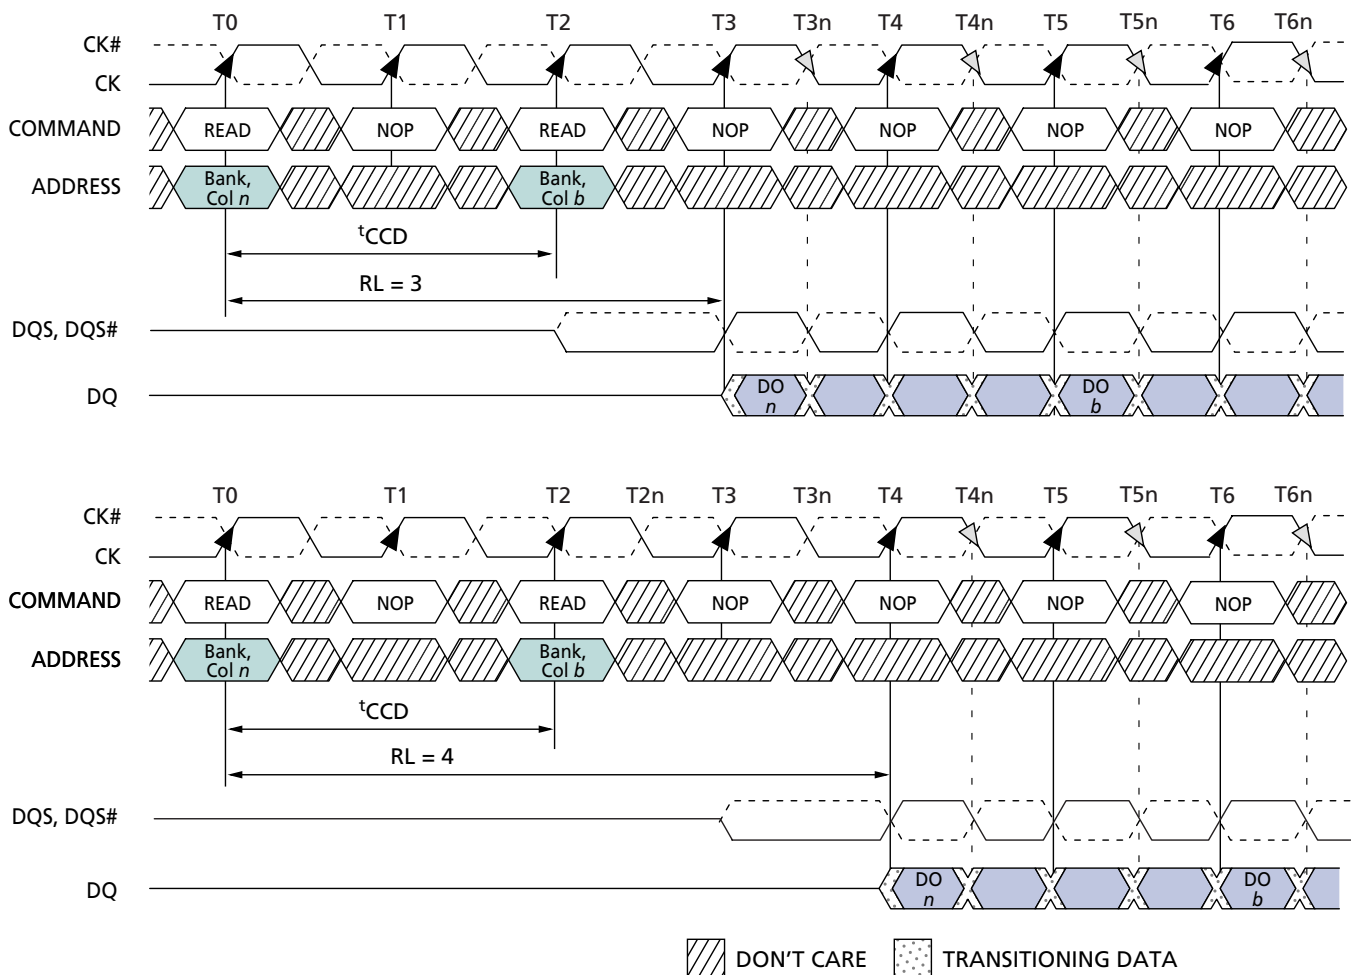 T0 T1 T2 T3 T3n T4 T4n T5 T5n T6 T6n
CK#
CK
COMMAND READ NOP READ NOP NOP NOP NOP
ADDRESS Bank, Col n Bank, Col b
tCCD
RL = 3
DQS, DQS#
DQ DO n DO b
T0 T1 T2 T2n T3 T3n T4 T4n T5 T5n T6 T6n
CK#
CK
COMMAND READ NOP READ NOP NOP NOP NOP
ADDRESS Bank, Col n Bank, Col b
tCCD
RL = 4
DQS, DQS#
DQ DO n DO b
DON'T CARE TRANSITIONING DATA